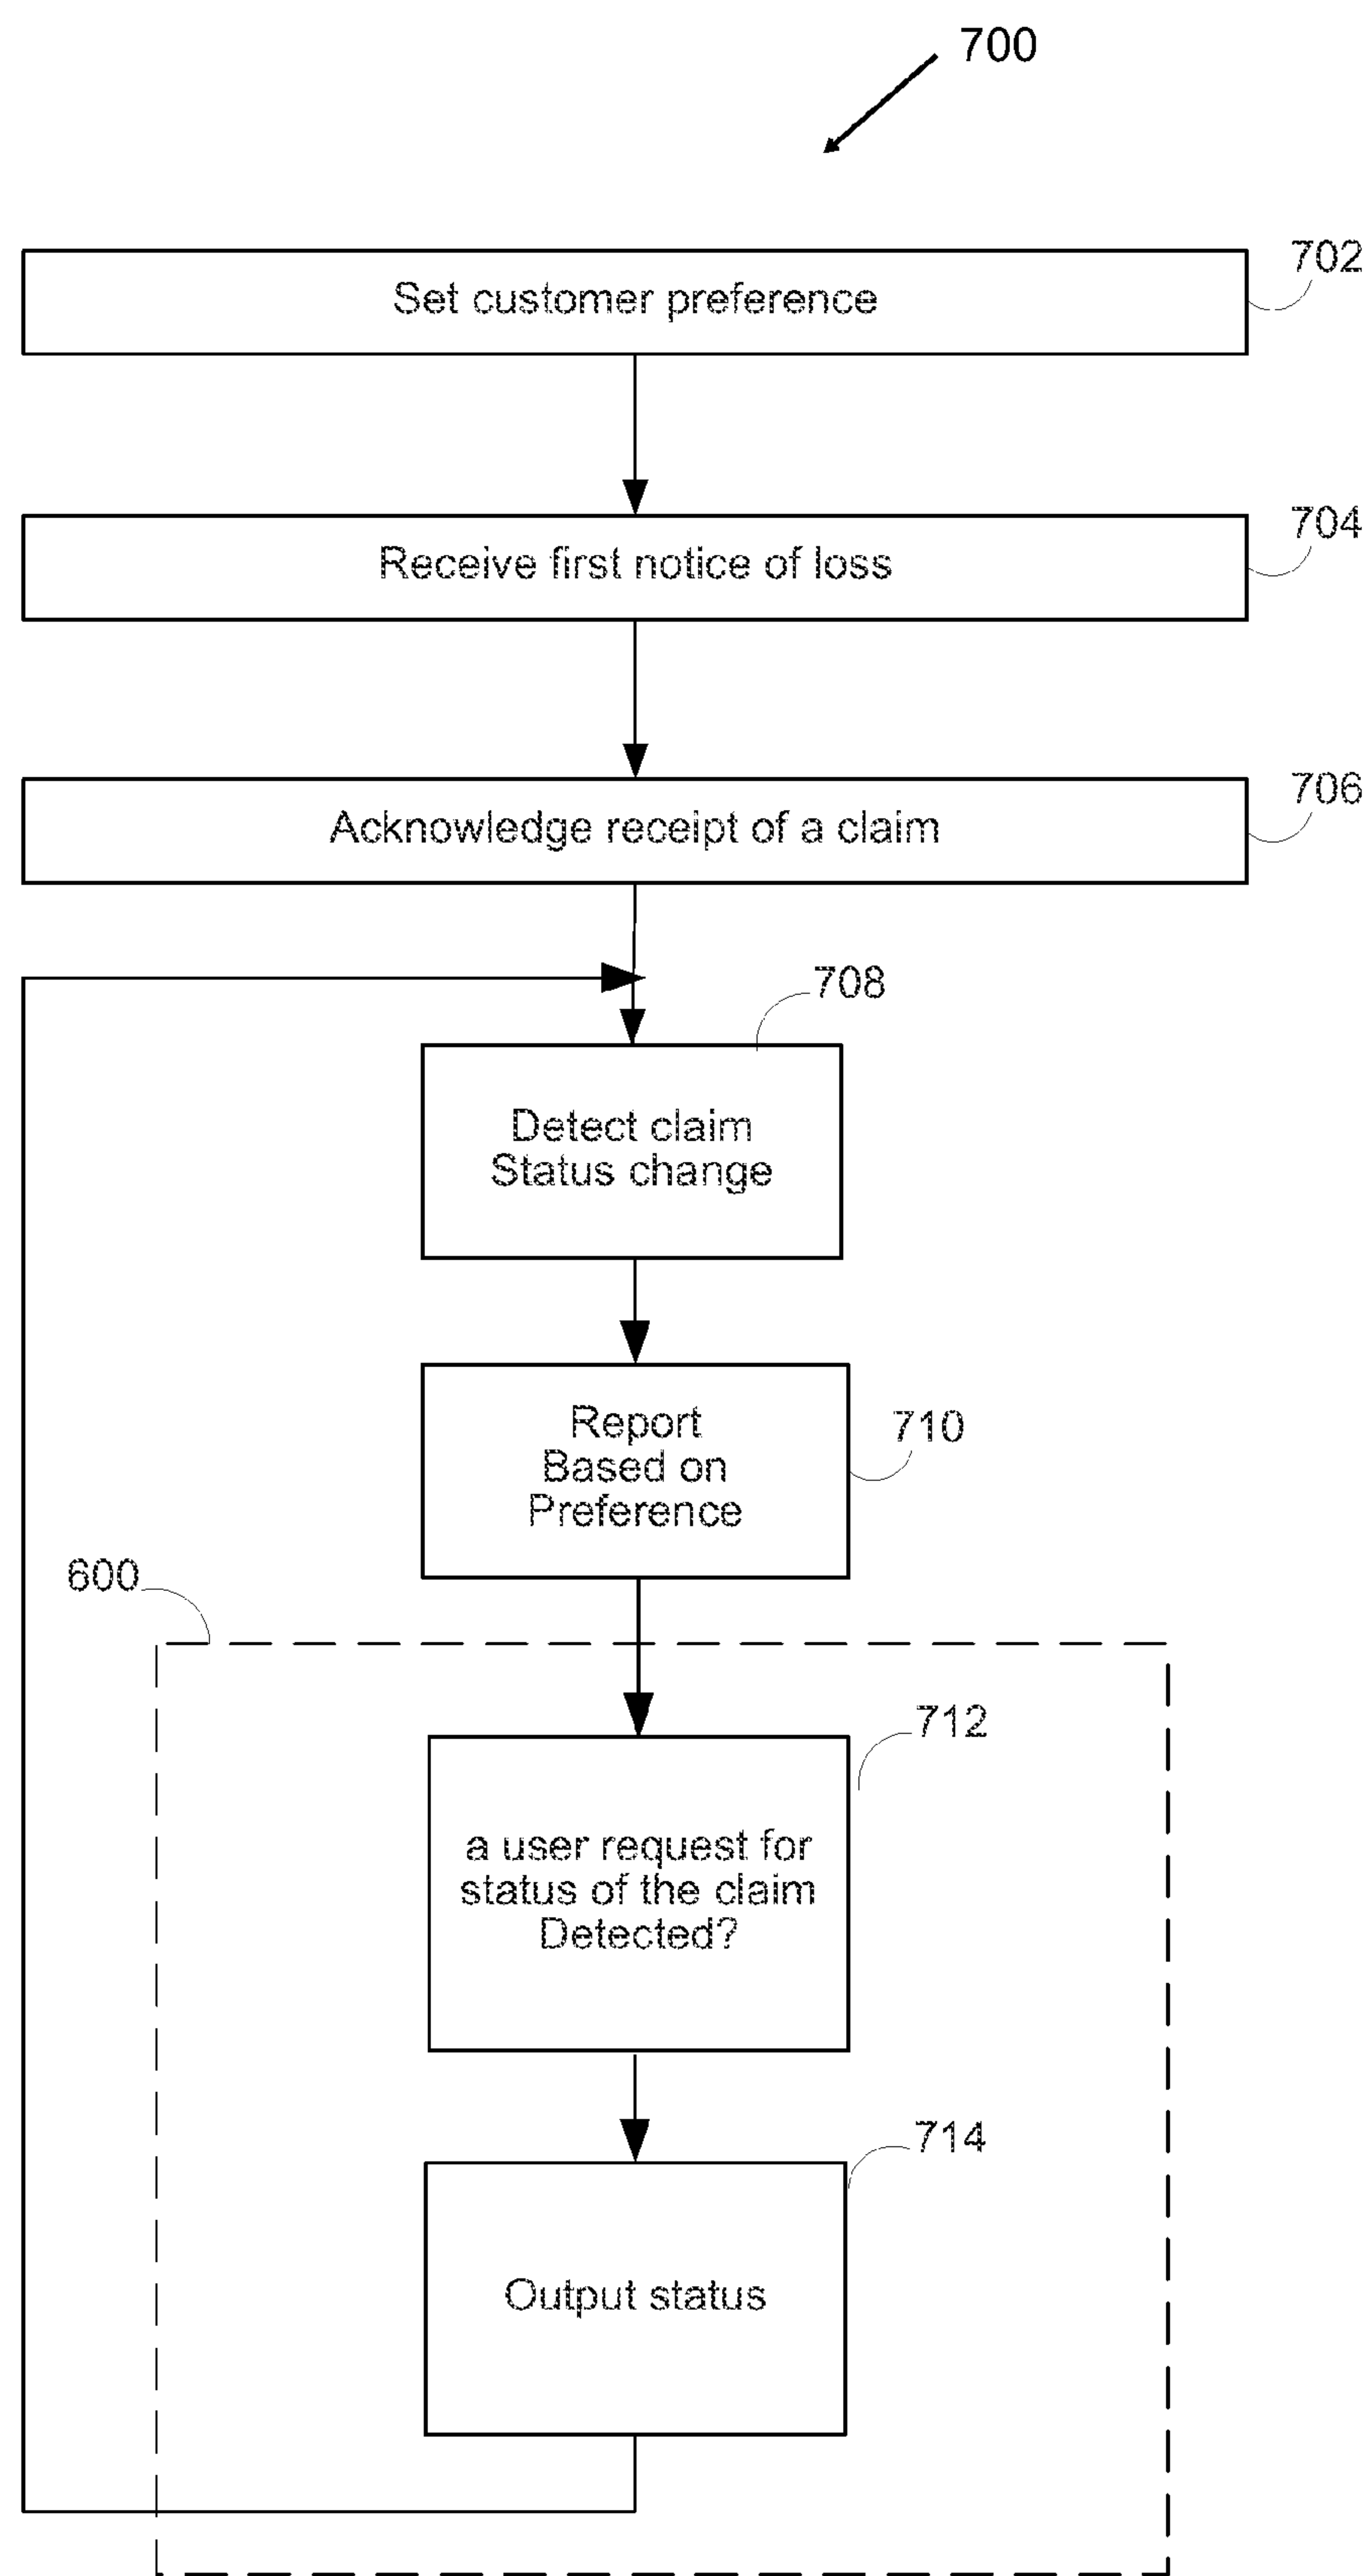 700
702
Set customer preference
704
Receive first notice of loss
706
Acknowledge receipt of a claim
708
Detect claim
Status change
710
Report
Based on
Preference
600
712
a user request for
status of the claim
Detected?
714
Output status